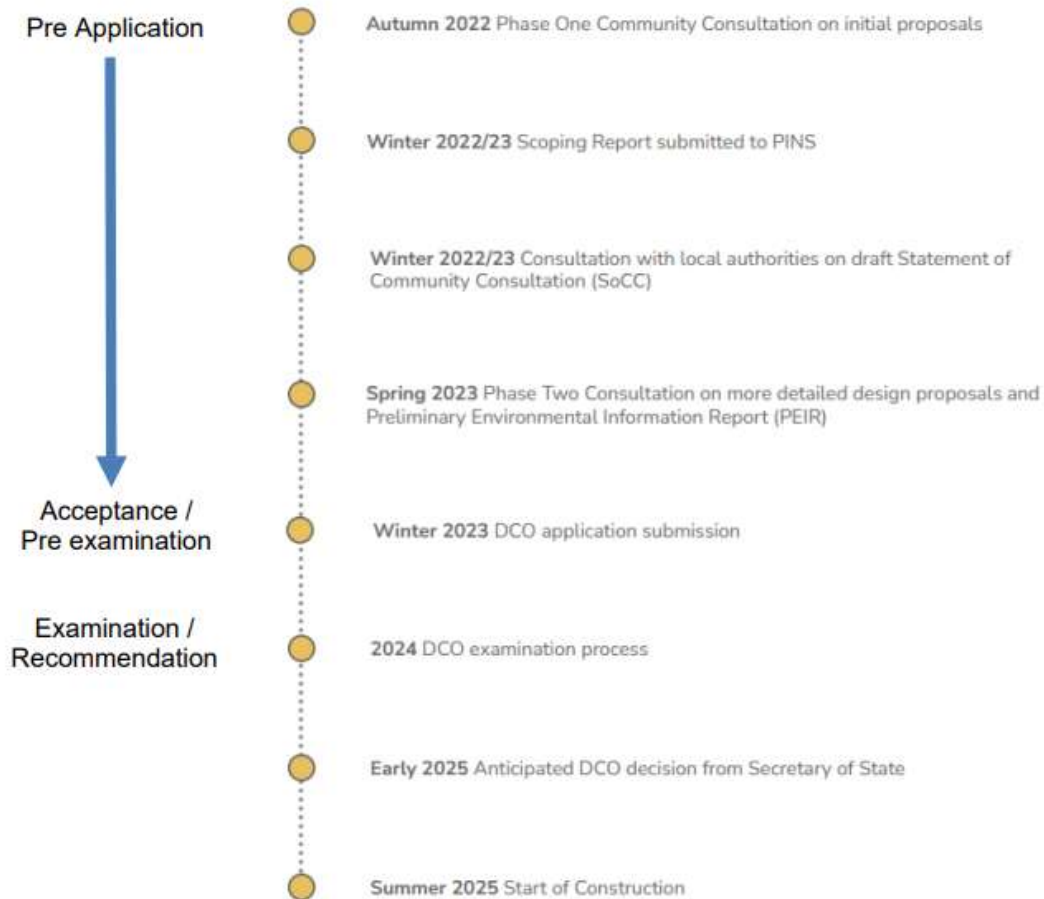 Pre Application
Autumn 2022 Phase One Community Consultation on initial proposals
Winter 2022/23 Scoping Report submitted to PINS
Winter 2022/23 Consultation with local authorities on draft Statement of
Community Consultation (SoCC)
Spring 2023 Phase Two Consultation on more detailed design proposals and
Preliminary Environmental Information Report (PEIR)
Acceptance /
Pre examination
Winter 2023 DCO application submission
Examination /
Recommendation
2024 DCO examination process
Early 2025 Anticipated DCO decision from Secretary of State
Summer 2025 Start of Construction